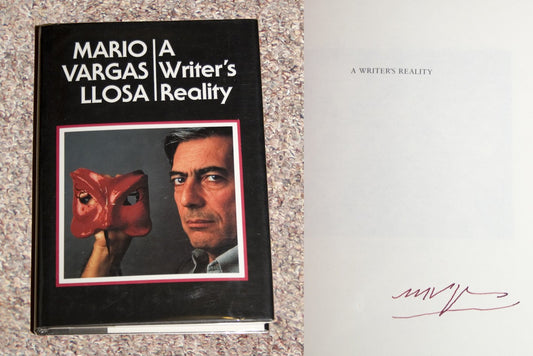 MARIO
VARGAS
LLOSA
A
Writer's
Reality
A WRITER'S REALITY